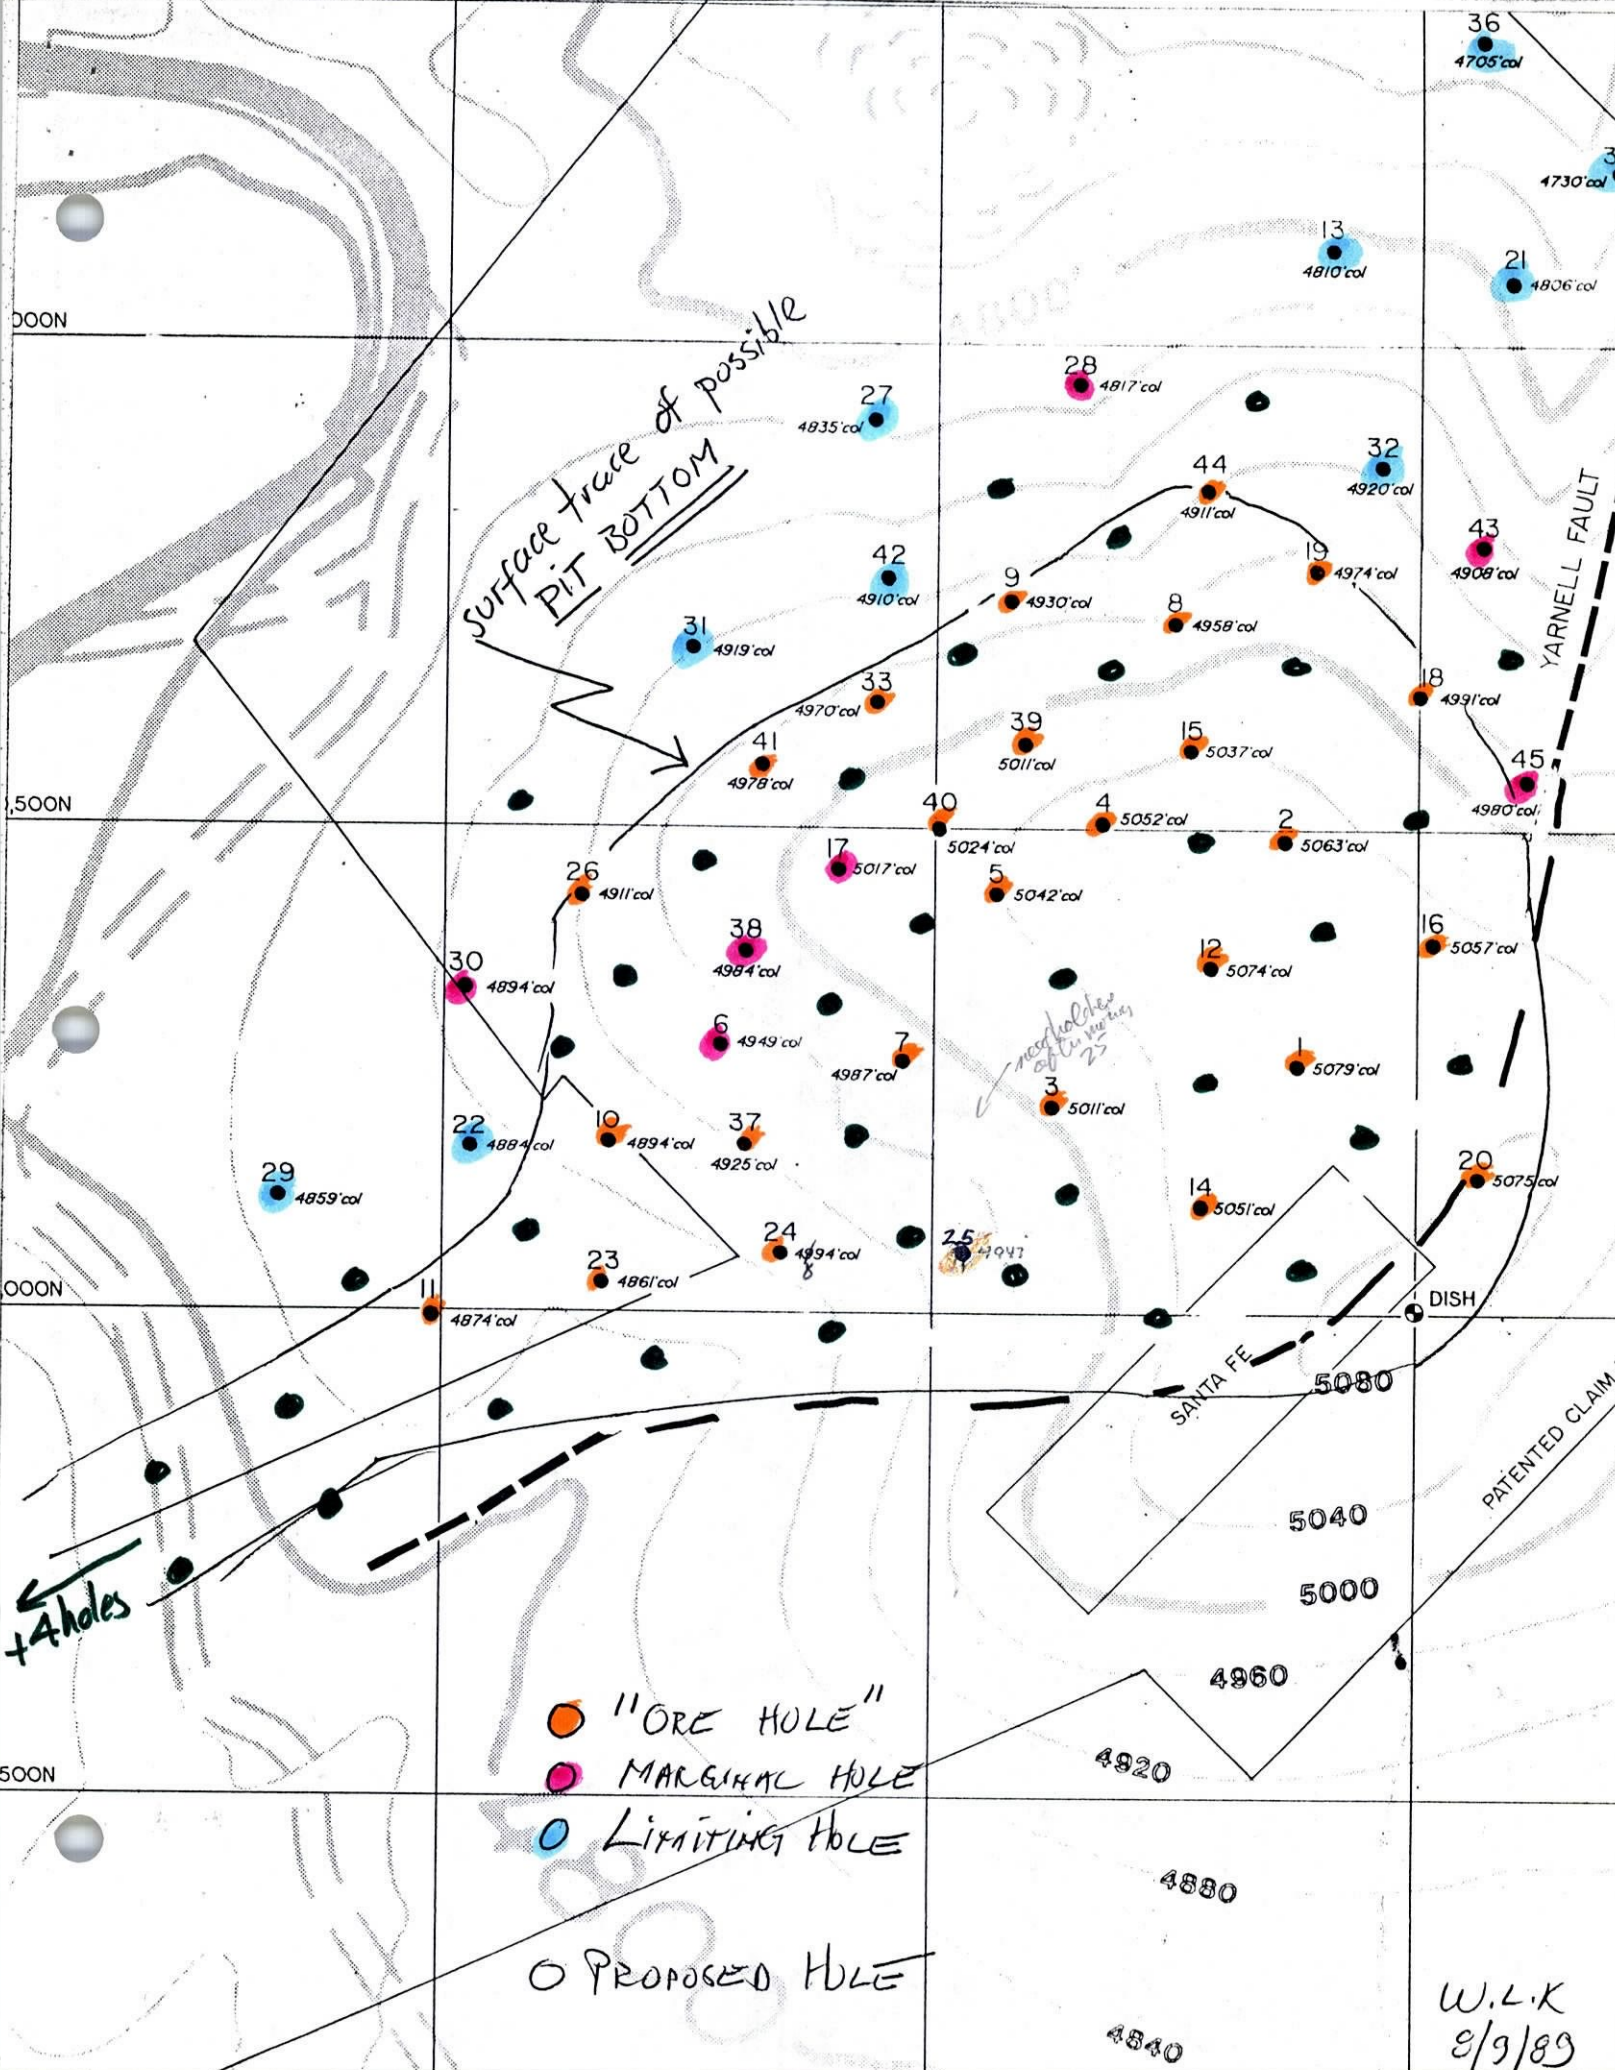 36
4705'col
4730'col
13
4810'col
21
4806'col
000N
28
4817'col
27
4835'col
surface trace of possible
PIT BOTTOM
32
4920'col
44
4911'col
43
4908'col
YARNELL FAULT
42
4910'col
19
4974'col
9
4930'col
8
4958'col
31
4919'col
33
4970'col
18
4991'col
39
5011'col
15
5037'col
41
4978'col
45
4980'col
,500N
40
5024'col
4
5052'col
2
5063'col
17
5017'col
26
4911'col
5
5042'col
38
4984'col
12
5074'col
16
5057'col
30
4894'col
6
4949'col
7
4987'col
1
5079'col
25
3
5011'col
22
4884'col
10
4894'col
37
4925'col
29
4859'col
20
5075'col
14
5051'col
24
25
4943
23
4861'col
000N
11
4874'col
DISH
SANTA FE
5080
PATENTED CLAIM
5040
5000
+4 holes
4960
"ORE HOLE"
4920
500N
MARGINAL HOLE
LIMITING HOLE
4880
PROPOSED HOLE
4840
W.L.K
8/9/89